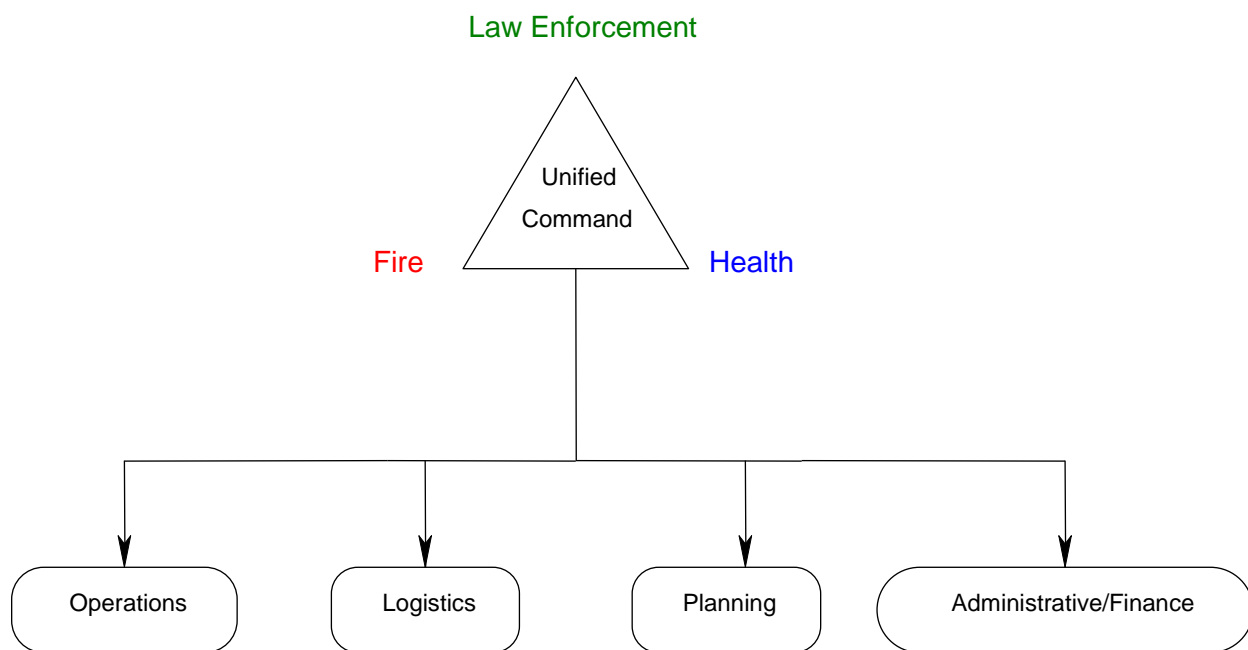 Law Enforcement
Unified
Command
Fire
Health
Operations
Logistics
Planning
Administrative/Finance